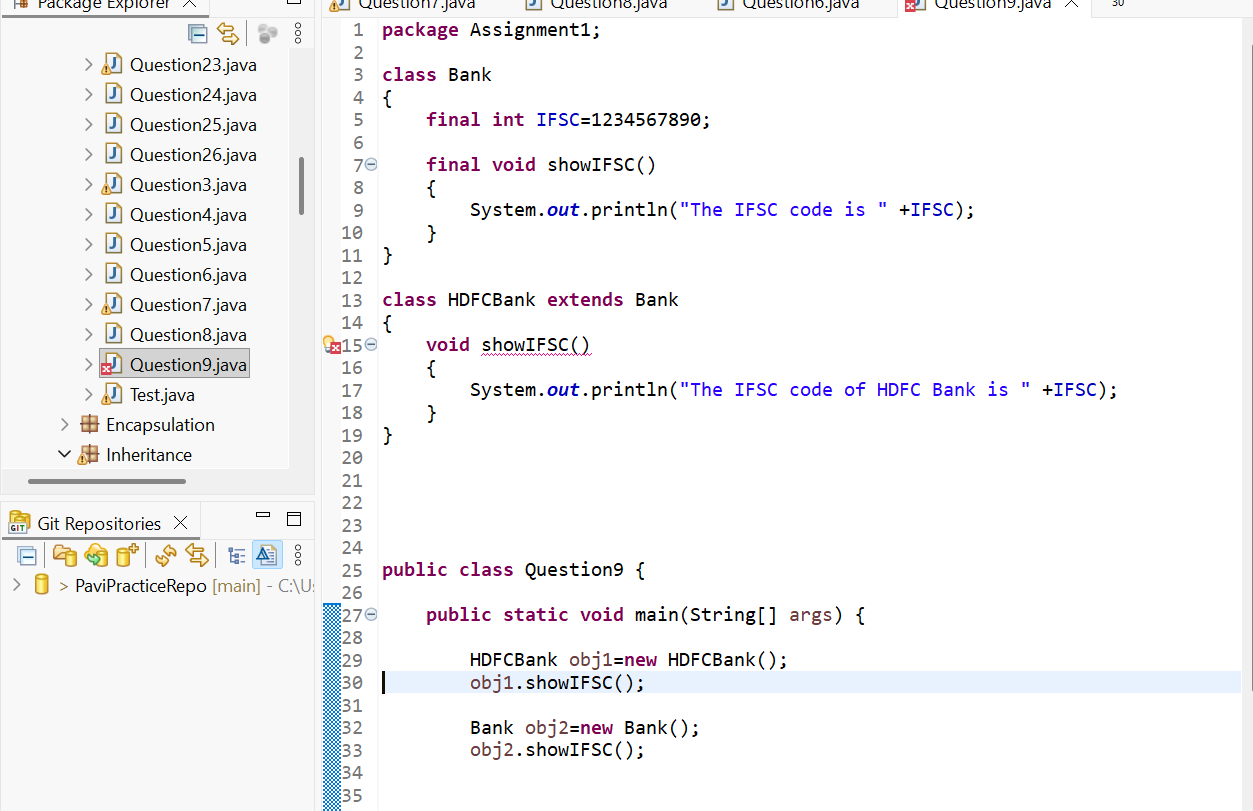 Package Explorer
Question23.java
Question24.java
Question25.java
Question26.java
Question3.java
Question4.java
Question5.java
Question6.java
Question7.java
Question8.java
Question9.java
Test.java
Encapsulation
Inheritance
GIT Git Repositories
> PaviPracticeRepo [main] - C:\Us
Question7.java Question8.java Question6.java Question9.java 30
1 package Assignment1;
2
3 class Bank
4 {
5 final int IFSC=1234567890;
6
7 final void showIFSC()
8 {
9 System.out.println("The IFSC code is " +IFSC);
10 }
11 }
12
13 class HDFCBank extends Bank
14 {
15 void showIFSC()
16 {
17 System.out.println("The IFSC code of HDFC Bank is " +IFSC);
18 }
19 }
20
21
22
23
24
25 public class Question9 {
26
27 public static void main(String[] args) {
28
29 HDFCBank obj1=new HDFCBank();
30 obj1.showIFSC();
31
32 Bank obj2=new Bank();
33 obj2.showIFSC();
34
35